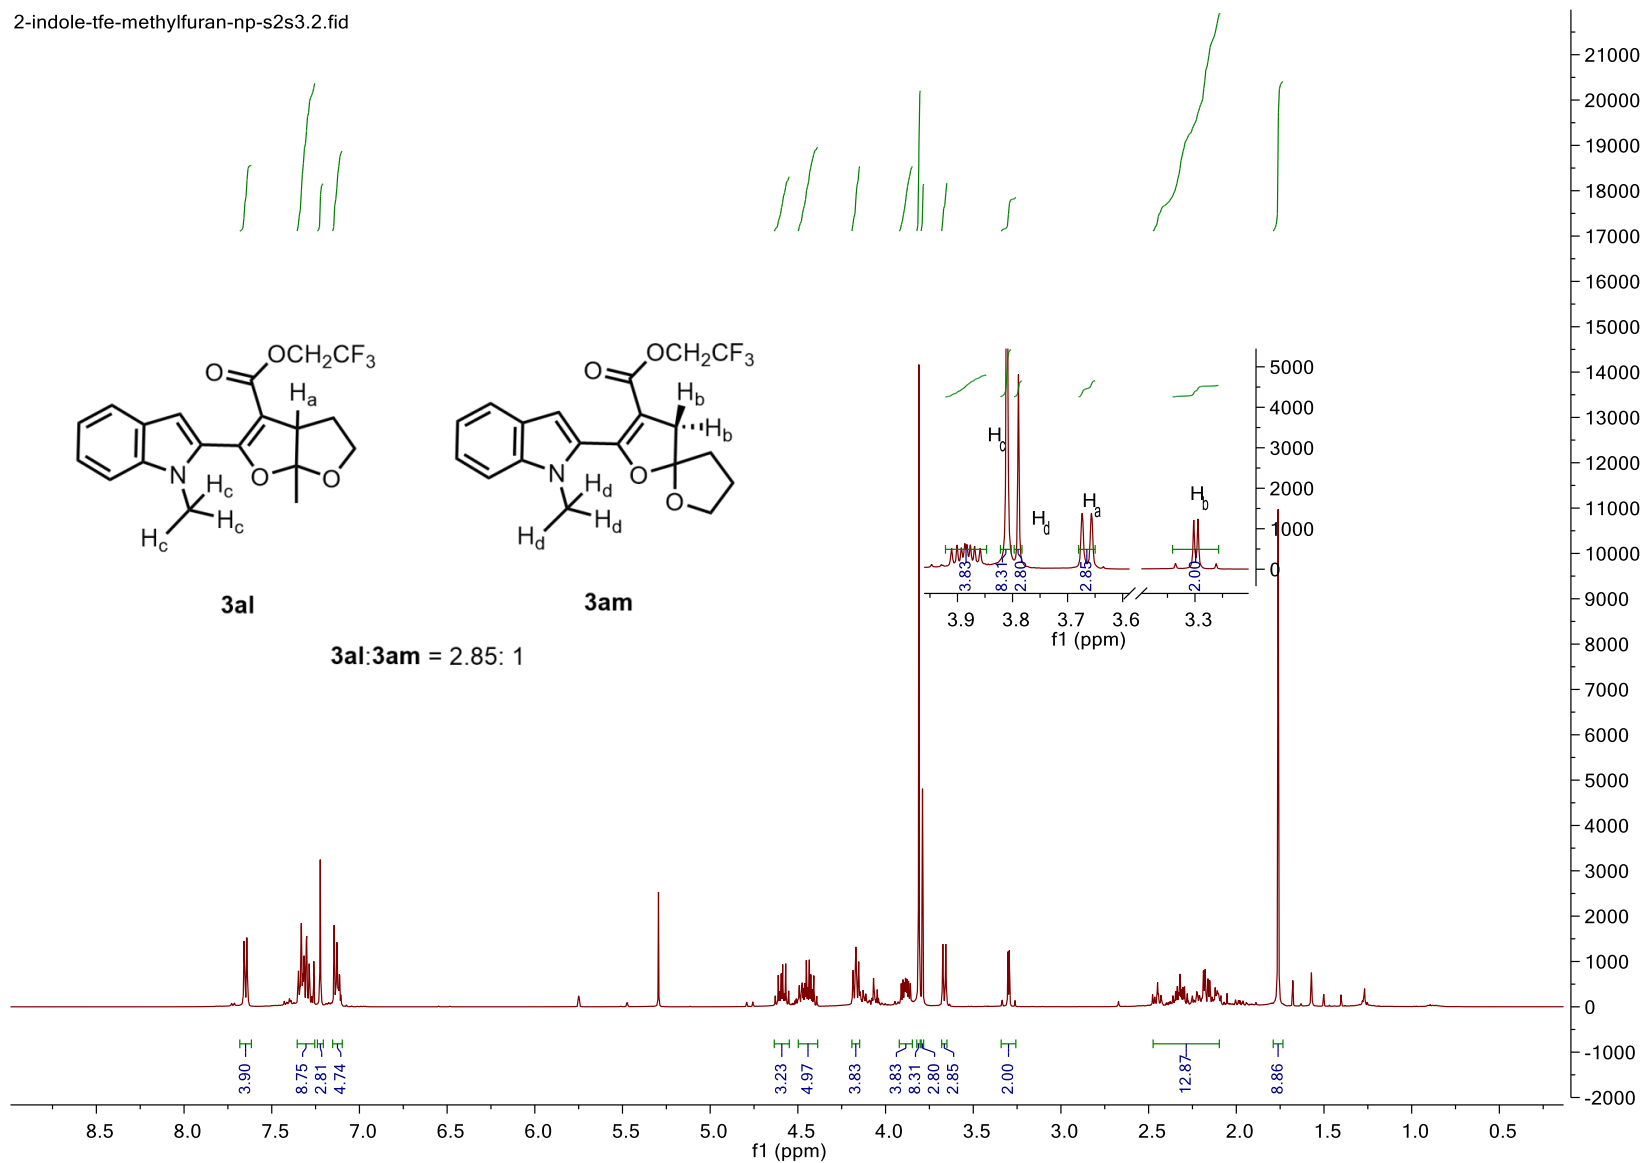 2-indole-tfe-methylfuran-np-s2s3.2.fid
21000
20000
19000
18000
17000
16000
15000
14000
13000
12000
11000
10000
9000
8000
7000
6000
5000
4000
3000
2000
1000
0
-1000
-2000
O
OCH2CF3
Ha
N
O
O
Hc
Hc
Hc
3al
O
OCH2CF3
Hb
Hb
N
O
O
Hd
Hd
Hd
3am
3al:3am = 2.85: 1
5000
4000
3000
2000
1000
0
Hc
Hd
Ha
Hb
3.83
8.31
2.80
2.85
2.00
3.9 3.8 3.7 3.6 3.3
f1 (ppm)
3.90 8.75 2.81 4.74 3.23 4.97 3.83 3.83 8.31 2.80 2.85 2.00 12.87 8.86
8.5 8.0 7.5 7.0 6.5 6.0 5.5 5.0 4.5 4.0 3.5 3.0 2.5 2.0 1.5 1.0 0.5
f1 (ppm)